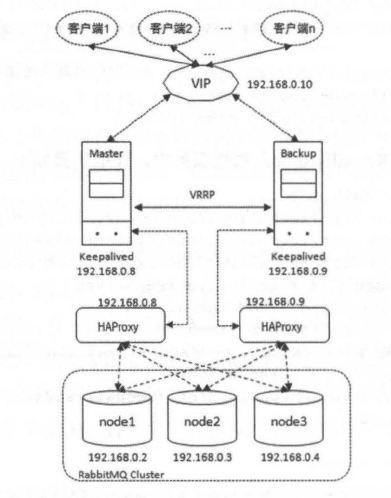 客户端1 客户端2 ... 客户端n
...
VIP
192.168.0.10
Master
Backup
VRRP
Keepalived
192.168.0.8
Keepalived
192.168.0.9
192.168.0.8
192.168.0.9
HAProxy
HAProxy
node1
node2
node3
192.168.0.2
192.168.0.3
192.168.0.4
RabbitMQ Cluster